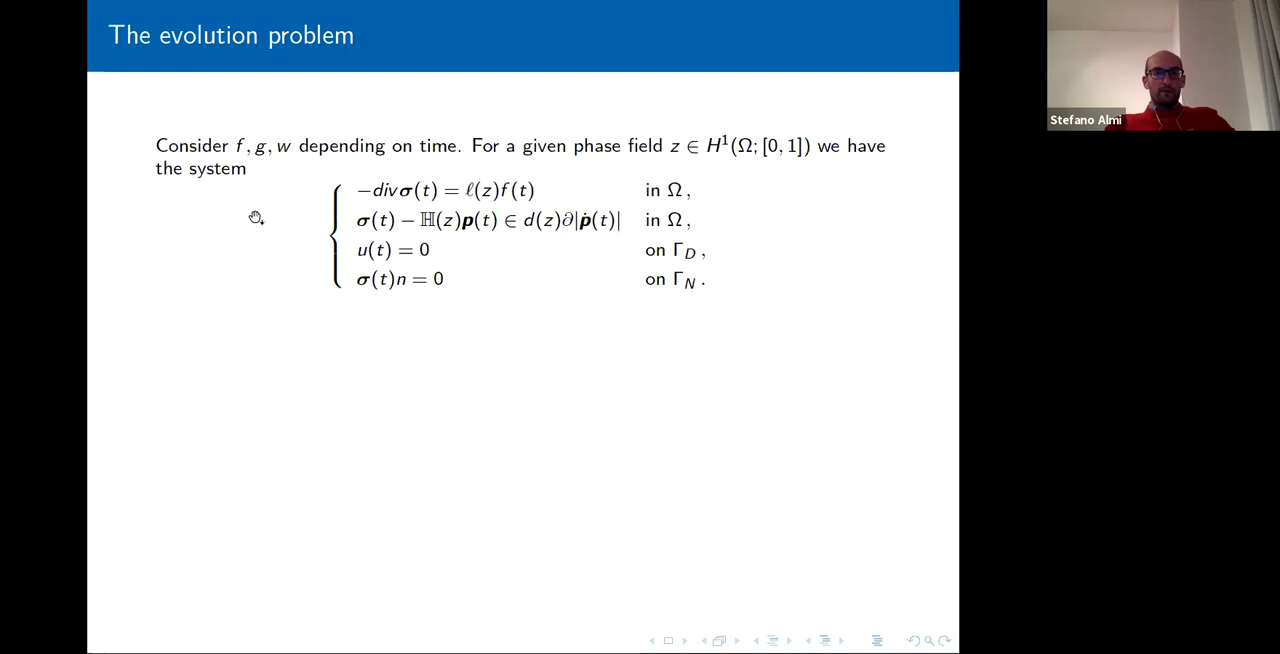 The evolution problem
Stefano Almi
Consider f, g, w depending on time. For a given phase field z ∈ H¹(Ω; [0, 1]) we have
the system
−div𝝈(t) = ℓ(z)f(t) in Ω ,
𝝈(t) − ℍ(z)𝒑(t) ∈ d(z)∂|𝒑̇(t)| in Ω ,
u(t) = 0 on Γ_D ,
𝝈(t)n = 0 on Γ_N .